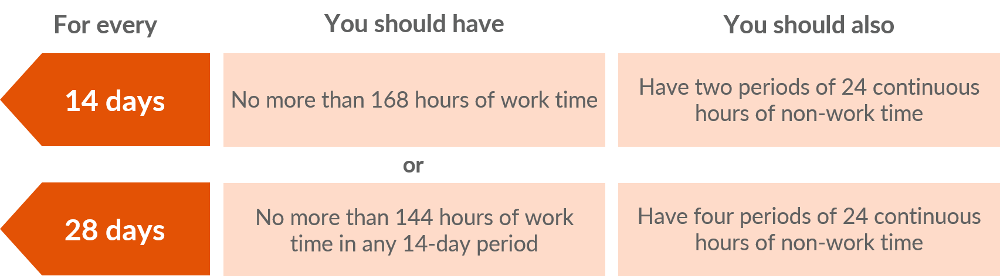 For every
You should have
You should also
14 days
No more than 168 hours of work time
Have two periods of 24 continuous
hours of non-work time
or
28 days
No more than 144 hours of work
time in any 14-day period
Have four periods of 24 continuous
hours of non-work time